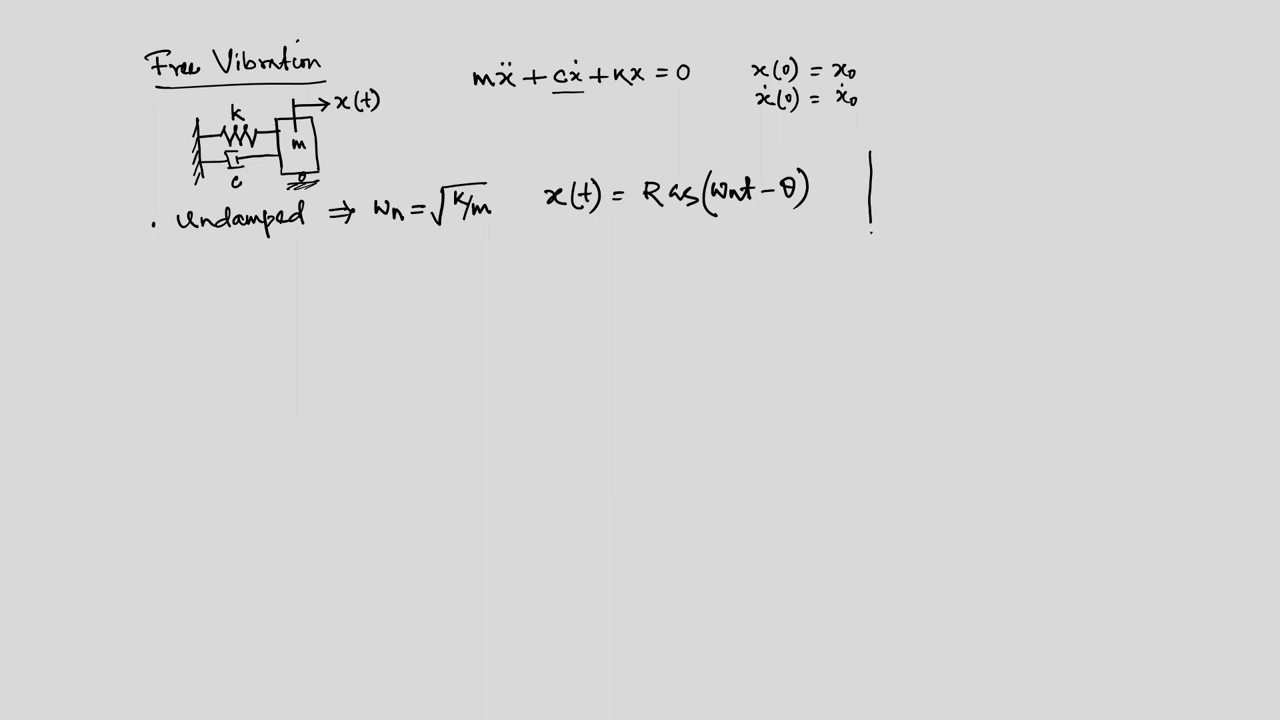 Free Vibration
mẍ + cẋ + kx = 0
x(0) = x₀
ẋ(0) = ẋ₀
x(t)
k
m
c
. Undamped ⇒ ωn = √k/m x(t) = R cos(ωnt - θ)